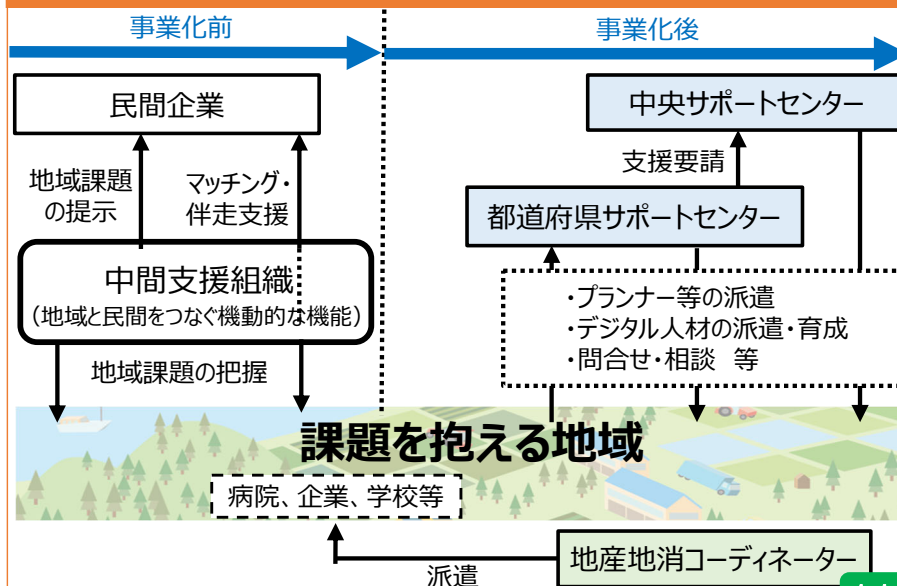 事業化前
事業化後
民間企業
中央サポートセンター
地域課題
の提示
マッチング・
伴走支援
支援要請
都道府県サポートセンター
中間支援組織
（地域と民間をつなぐ機動的な機能）
・プランナー等の派遣
・デジタル人材の派遣・育成
・問合せ・相談 等
地域課題の把握
課題を抱える地域
病院、企業、学校等
地産地消コーディネーター
派遣